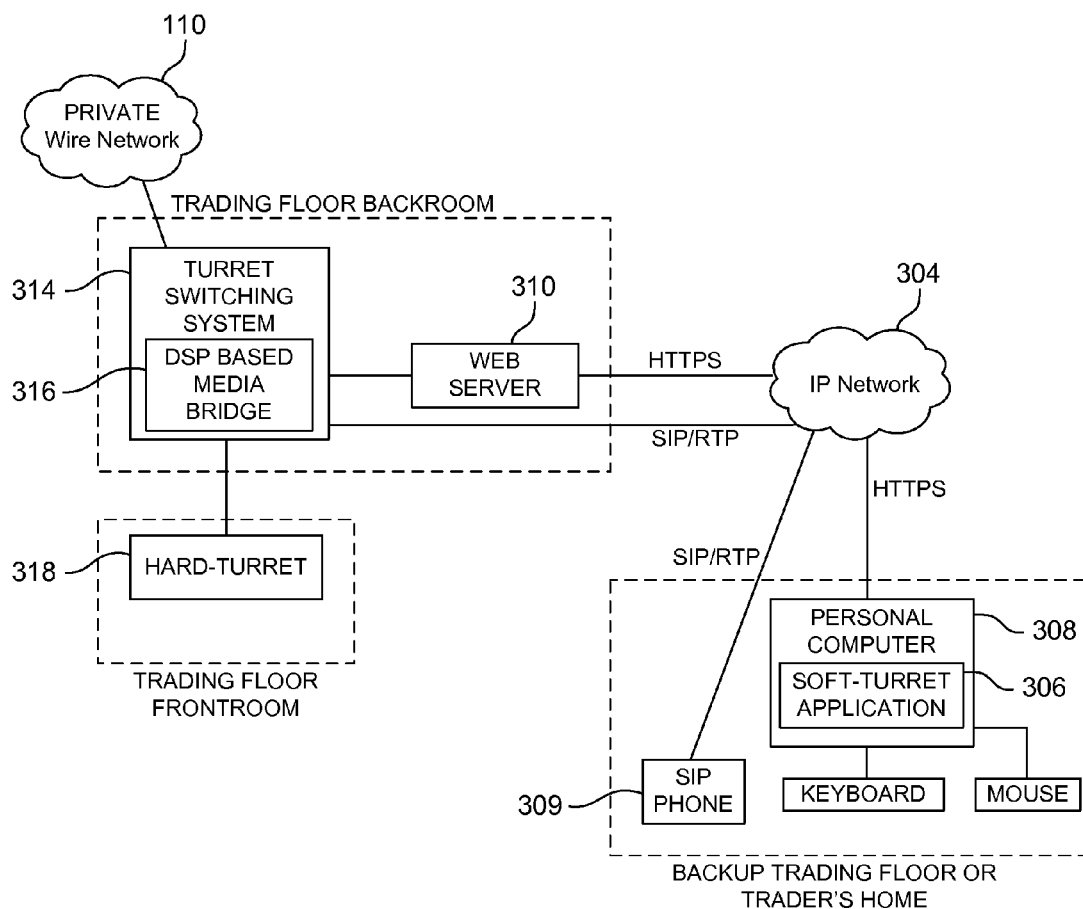 110
PRIVATE
Wire Network
TRADING FLOOR BACKROOM
314
TURRET
SWITCHING
SYSTEM
316
DSP BASED
MEDIA
BRIDGE
310
WEB
SERVER
HTTPS
304
IP Network
SIP/RTP
HTTPS
318
HARD-TURRET
TRADING FLOOR
FRONTROOM
SIP/RTP
PERSONAL
COMPUTER
308
SOFT-TURRET
APPLICATION
306
309
SIP
PHONE
KEYBOARD
MOUSE
BACKUP TRADING FLOOR OR
TRADER'S HOME